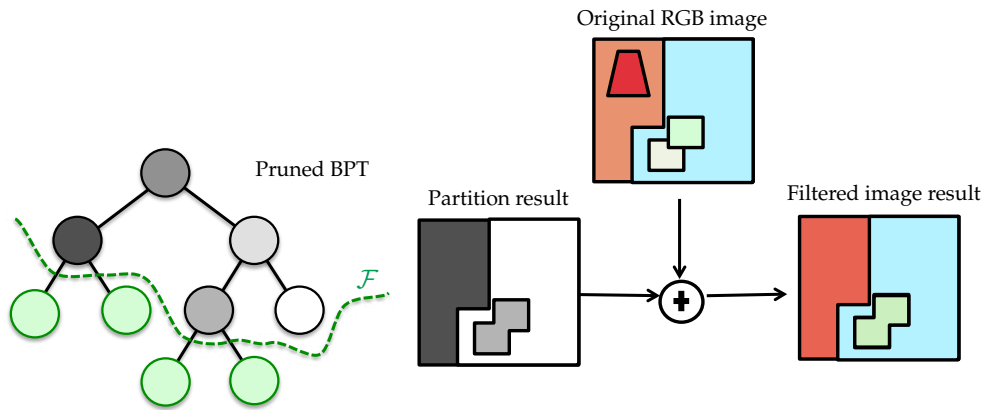 Original RGB image
Pruned BPT
Partition result
Filtered image result
ℱ